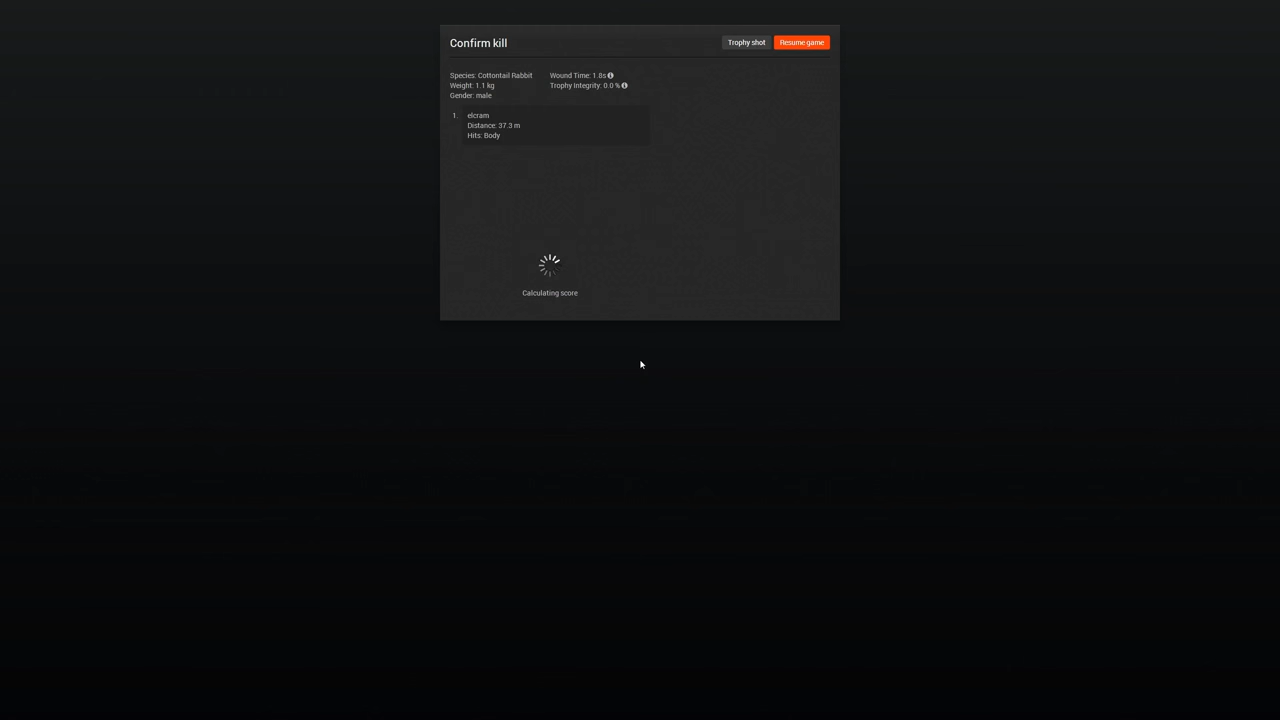 Confirm kill
Trophy shot
Resume game
Species: Cottontail Rabbit
Weight: 1.1 kg
Gender: male
Wound Time: 1.8s
Trophy Integrity: 0.0 %
1. elcram
Distance: 37.3 m
Hits: Body
Calculating score